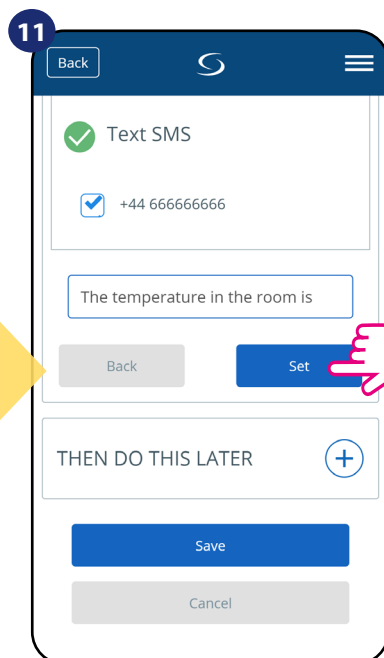 11
Back
Text SMS
+44 666666666
The temperature in the room is
Back Set
THEN DO THIS LATER
Save
Cancel